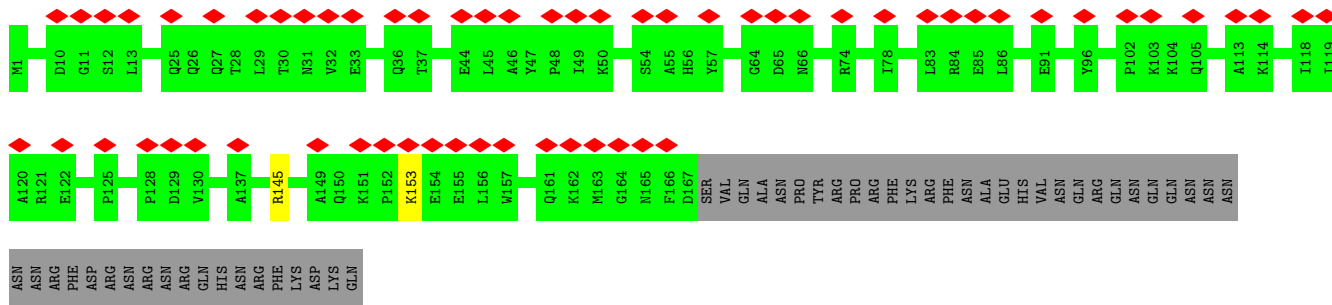 M1 D10 G11 S12 L13 Q25 Q26 Q27 T28 L29 T30 N31 V32 E33 Q36 T37 E44 L45 A46 Y47 P48 I49 K50 S54 A55 H56 Y57 G64 D65 N66 R74 I78 L83 R84 E85 L86 E91 Y96 P102 K103 K104 Q105 A113 K114 I118 I119
A120 R121 E122 P125 P128 D129 V130 A137 R145 A149 Q150 K151 P152 K153 E154 E155 L156 W157 Q161 K162 M163 G164 N165 F166 D167 SER VAL GLN ALA ASN PRO TYR ARG PRO ARG PHE LYS ARG PHE ASN ALA GLU HIS VAL ASN GLN ARG GLN ASN GLN GLN ASN ASN ASN
ASN ASN ARG PHE ASP ARG ASN ARG ASN ARG GLN HIS ASN ARG PHE LYS ASP LYS GLN